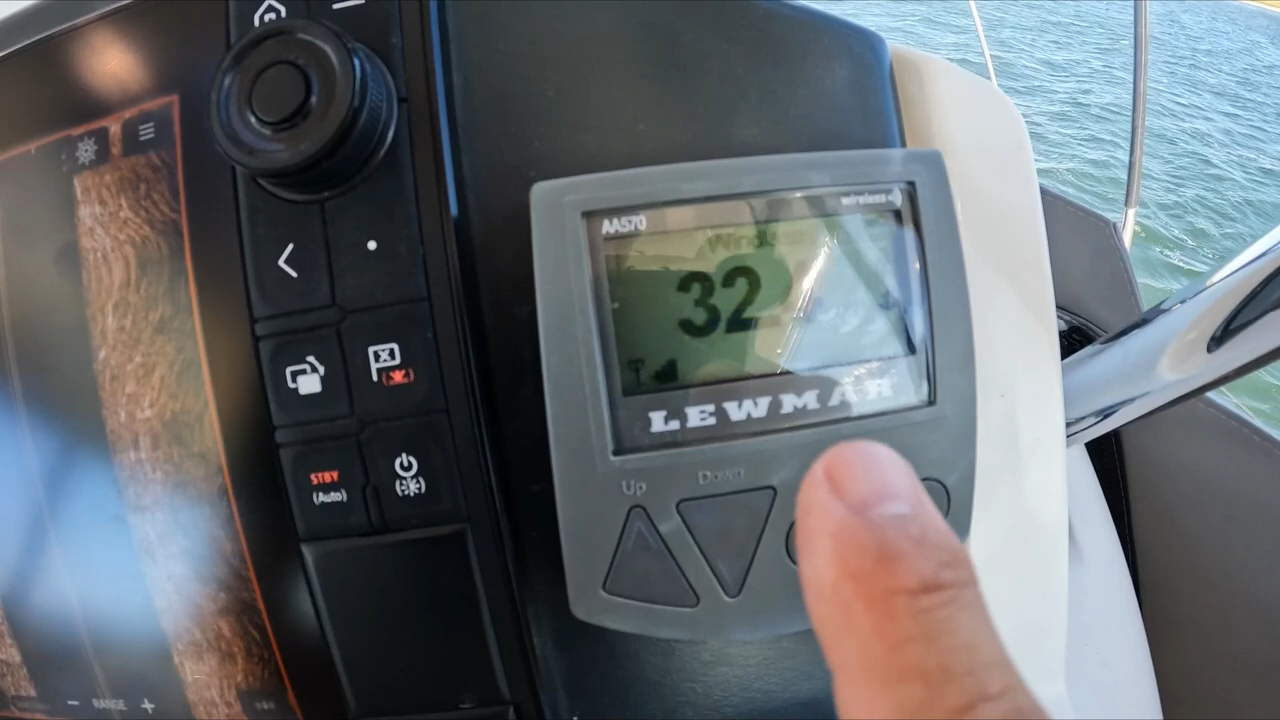 AA570
wireless
32
LEWMAR
Up
Down
X
STBY
(Auto)
RANGE